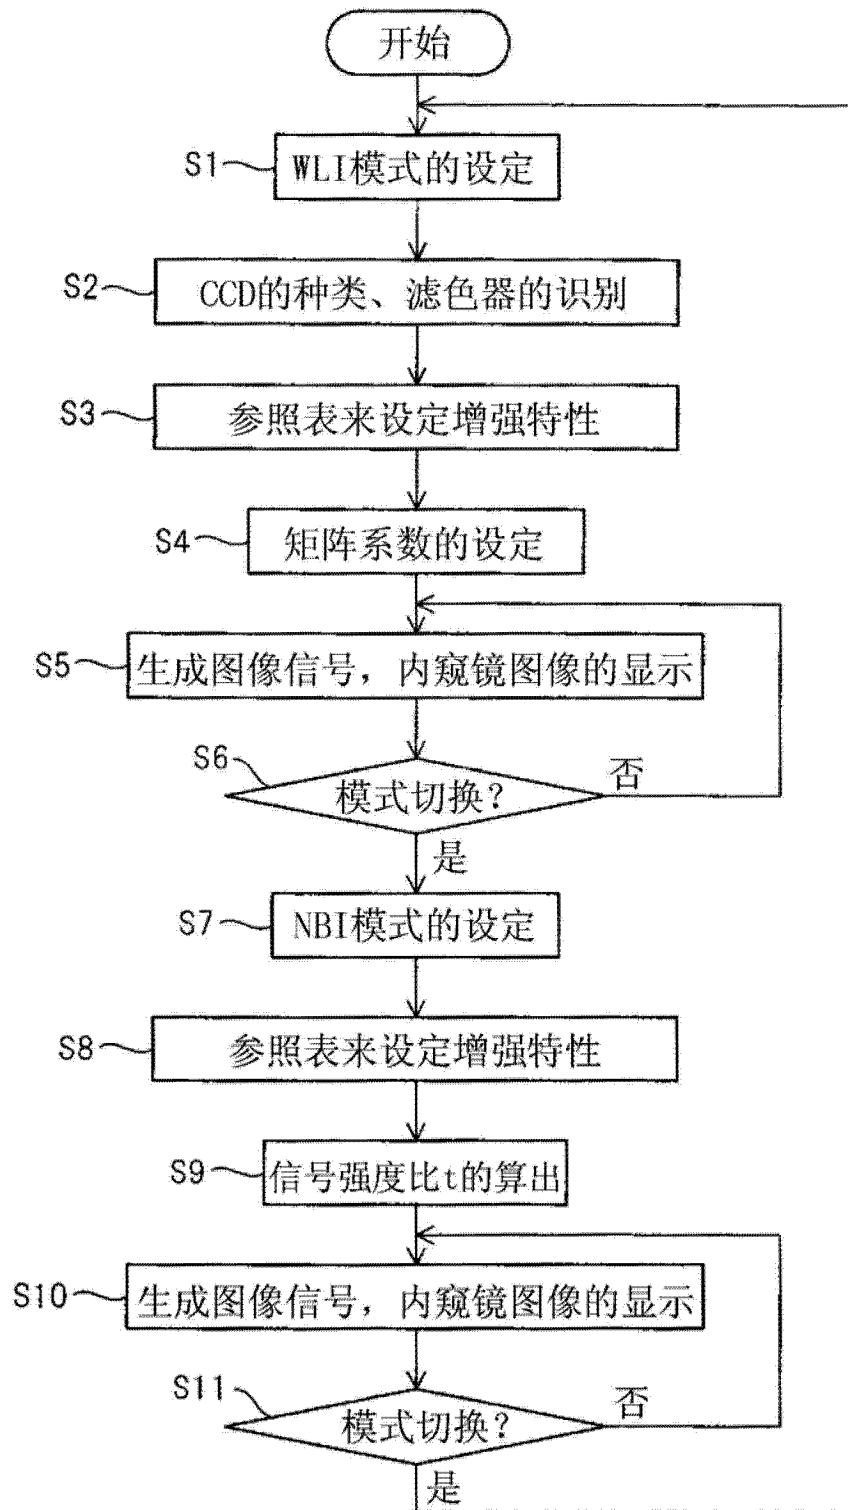 开始
S1
WLI模式的设定
S2
CCD的种类、滤色器的识别
S3
参照表来设定增强特性
S4
矩阵系数的设定
S5
生成图像信号，内窥镜图像的显示
S6
模式切换？
否
是
S7
NBI模式的设定
S8
参照表来设定增强特性
S9
信号强度比t的算出
S10
生成图像信号，内窥镜图像的显示
S11
模式切换？
否
是